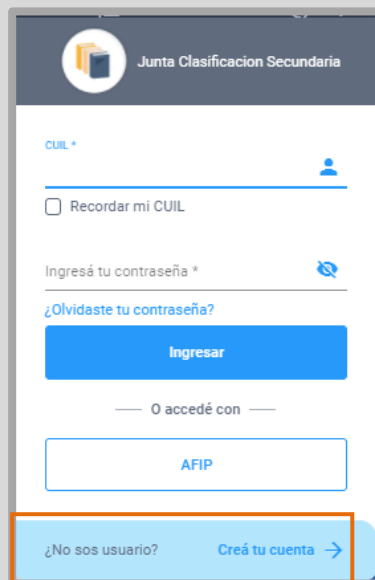 Junta Clasificacion Secundaria
CUIL *
Recordar mi CUIL
Ingresá tu contraseña *
¿Olvidaste tu contraseña?
Ingresar
O accedé con
AFIP
¿No sos usuario? Creá tu cuenta